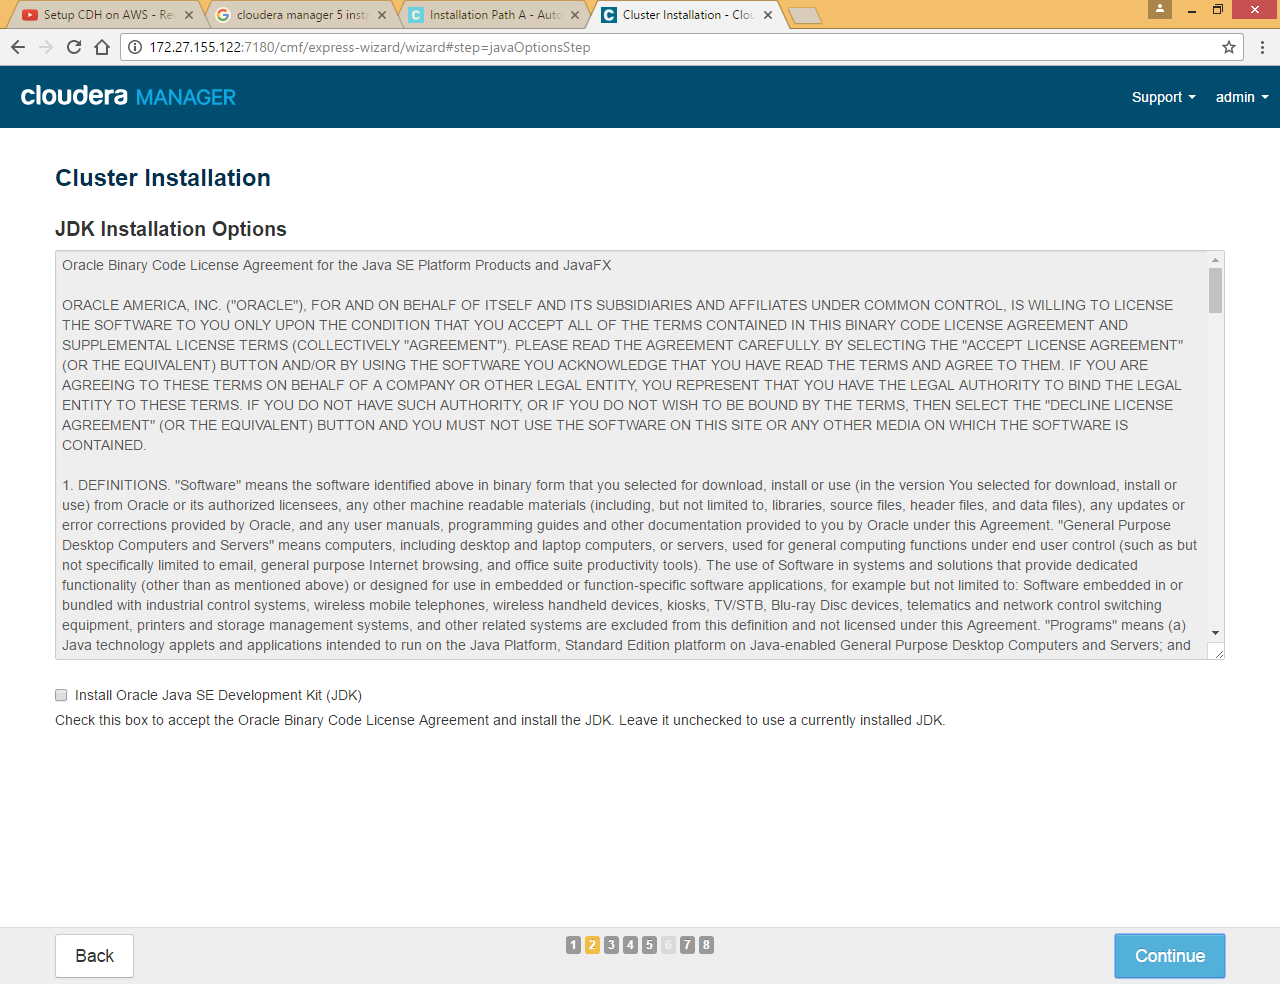 Setup CDH on AWS - Re
cloudera manager 5 insta
Installation Path A - Auto
Cluster Installation - Clou
172.27.155.122:7180/cmf/express-wizard/wizard#step=javaOptionsStep
cloudera MANAGER
Support
admin
Cluster Installation
JDK Installation Options
Oracle Binary Code License Agreement for the Java SE Platform Products and JavaFX
ORACLE AMERICA, INC. ("ORACLE"), FOR AND ON BEHALF OF ITSELF AND ITS SUBSIDIARIES AND AFFILIATES UNDER COMMON CONTROL, IS WILLING TO LICENSE
THE SOFTWARE TO YOU ONLY UPON THE CONDITION THAT YOU ACCEPT ALL OF THE TERMS CONTAINED IN THIS BINARY CODE LICENSE AGREEMENT AND
SUPPLEMENTAL LICENSE TERMS (COLLECTIVELY "AGREEMENT"). PLEASE READ THE AGREEMENT CAREFULLY. BY SELECTING THE "ACCEPT LICENSE AGREEMENT"
(OR THE EQUIVALENT) BUTTON AND/OR BY USING THE SOFTWARE YOU ACKNOWLEDGE THAT YOU HAVE READ THE TERMS AND AGREE TO THEM. IF YOU ARE
AGREEING TO THESE TERMS ON BEHALF OF A COMPANY OR OTHER LEGAL ENTITY, YOU REPRESENT THAT YOU HAVE THE LEGAL AUTHORITY TO BIND THE LEGAL
ENTITY TO THESE TERMS. IF YOU DO NOT HAVE SUCH AUTHORITY, OR IF YOU DO NOT WISH TO BE BOUND BY THE TERMS, THEN SELECT THE "DECLINE LICENSE
AGREEMENT" (OR THE EQUIVALENT) BUTTON AND YOU MUST NOT USE THE SOFTWARE ON THIS SITE OR ANY OTHER MEDIA ON WHICH THE SOFTWARE IS
CONTAINED.
1. DEFINITIONS. "Software" means the software identified above in binary form that you selected for download, install or use (in the version You selected for download, install or
use) from Oracle or its authorized licensees, any other machine readable materials (including, but not limited to, libraries, source files, header files, and data files), any updates or
error corrections provided by Oracle, and any user manuals, programming guides and other documentation provided to you by Oracle under this Agreement. "General Purpose
Desktop Computers and Servers" means computers, including desktop and laptop computers, or servers, used for general computing functions under end user control (such as but
not specifically limited to email, general purpose Internet browsing, and office suite productivity tools). The use of Software in systems and solutions that provide dedicated
functionality (other than as mentioned above) or designed for use in embedded or function-specific software applications, for example but not limited to: Software embedded in or
bundled with industrial control systems, wireless mobile telephones, wireless handheld devices, kiosks, TV/STB, Blu-ray Disc devices, telematics and network control switching
equipment, printers and storage management systems, and other related systems are excluded from this definition and not licensed under this Agreement. "Programs" means (a)
Java technology applets and applications intended to run on the Java Platform, Standard Edition platform on Java-enabled General Purpose Desktop Computers and Servers; and
Install Oracle Java SE Development Kit (JDK)
Check this box to accept the Oracle Binary Code License Agreement and install the JDK. Leave it unchecked to use a currently installed JDK.
Back
1 2 3 4 5 6 7 8
Continue